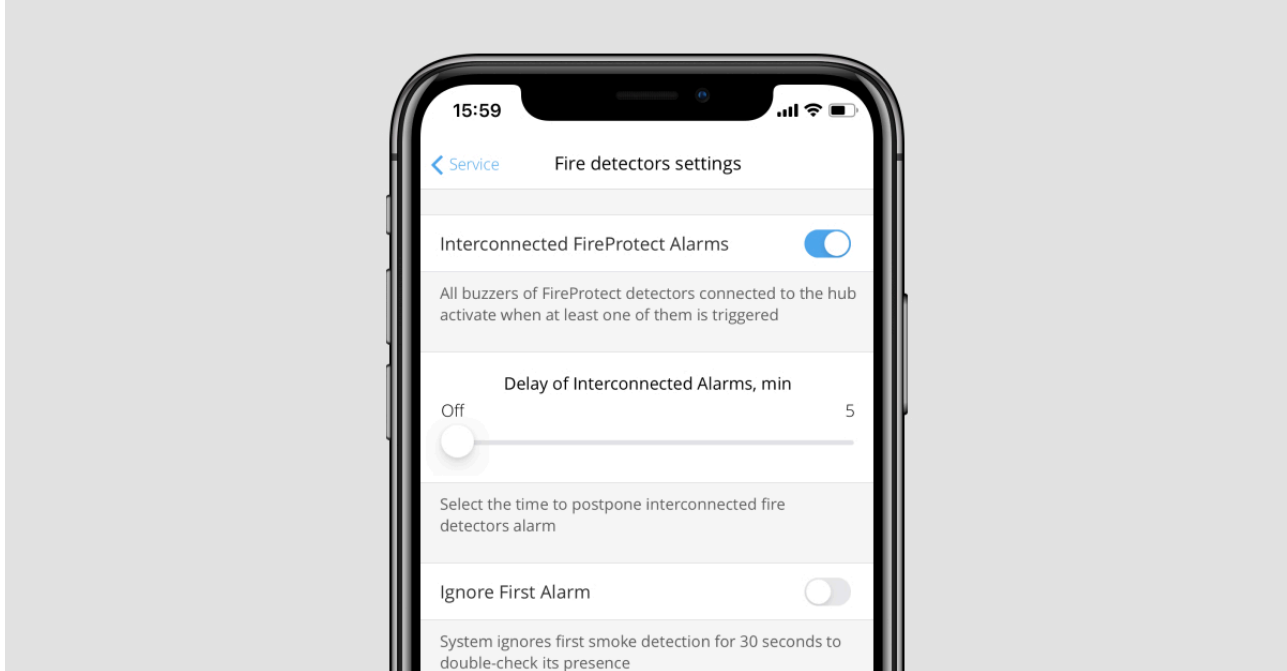 15:59
Service
Fire detectors settings
Interconnected FireProtect Alarms
All buzzers of FireProtect detectors connected to the hub
activate when at least one of them is triggered
Delay of Interconnected Alarms, min
Off 5
Select the time to postpone interconnected fire
detectors alarm
Ignore First Alarm
System ignores first smoke detection for 30 seconds to
double-check its presence